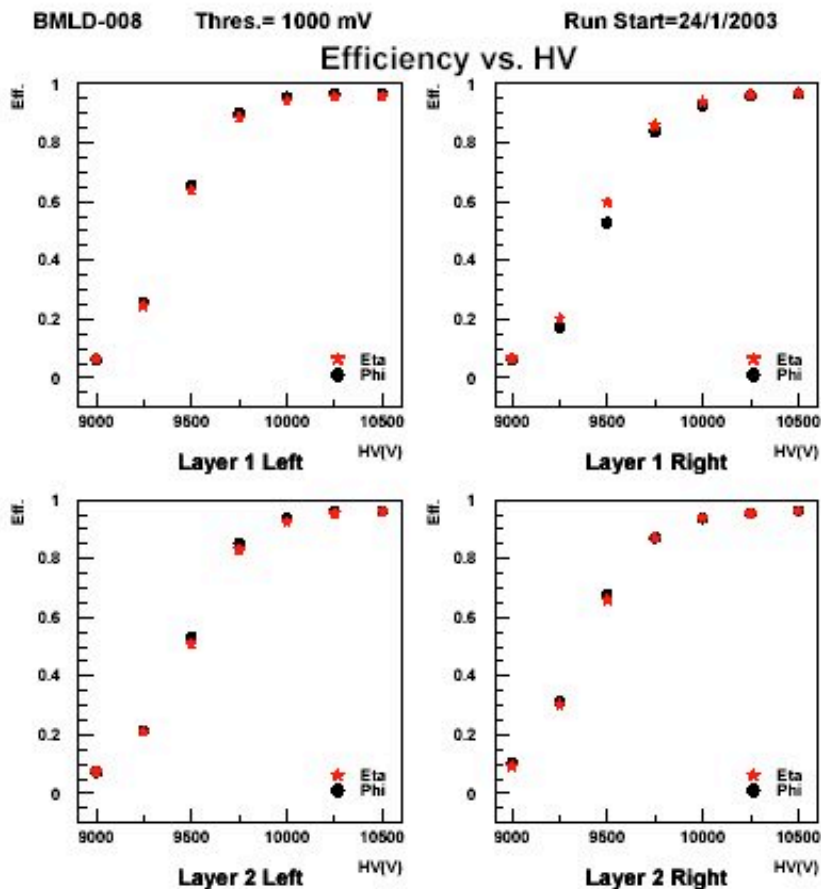 BMLD-008 Thres.= 1000 mV Run Start=24/1/2003
Efficiency vs. HV
Eff.
1
0.8
0.6
0.4
0.2
0
Eta
Phi
9000 9500 10000 10500
Layer 1 Left HV(V)
Eff.
1
0.8
0.6
0.4
0.2
0
Eta
Phi
9000 9500 10000 10500
Layer 1 Right HV(V)
Eff.
1
0.8
0.6
0.4
0.2
0
Eta
Phi
9000 9500 10000 10500
Layer 2 Left HV(V)
Eff.
1
0.8
0.6
0.4
0.2
0
Eta
Phi
9000 9500 10000 10500
Layer 2 Right HV(V)